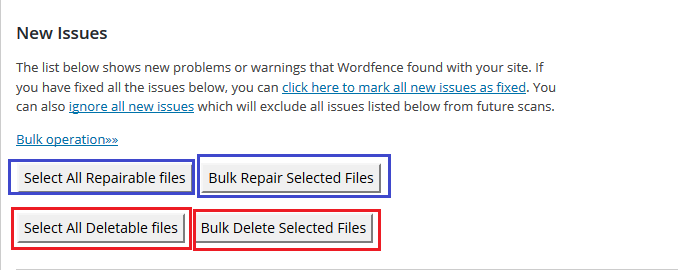 New Issues
The list below shows new problems or warnings that Wordfence found with your site. If
you have fixed all the issues below, you can click here to mark all new issues as fixed. You
can also ignore all new issues which will exclude all issues listed below from future scans.
Bulk operation»»
Select All Repairable files Bulk Repair Selected Files
Select All Deletable files Bulk Delete Selected Files